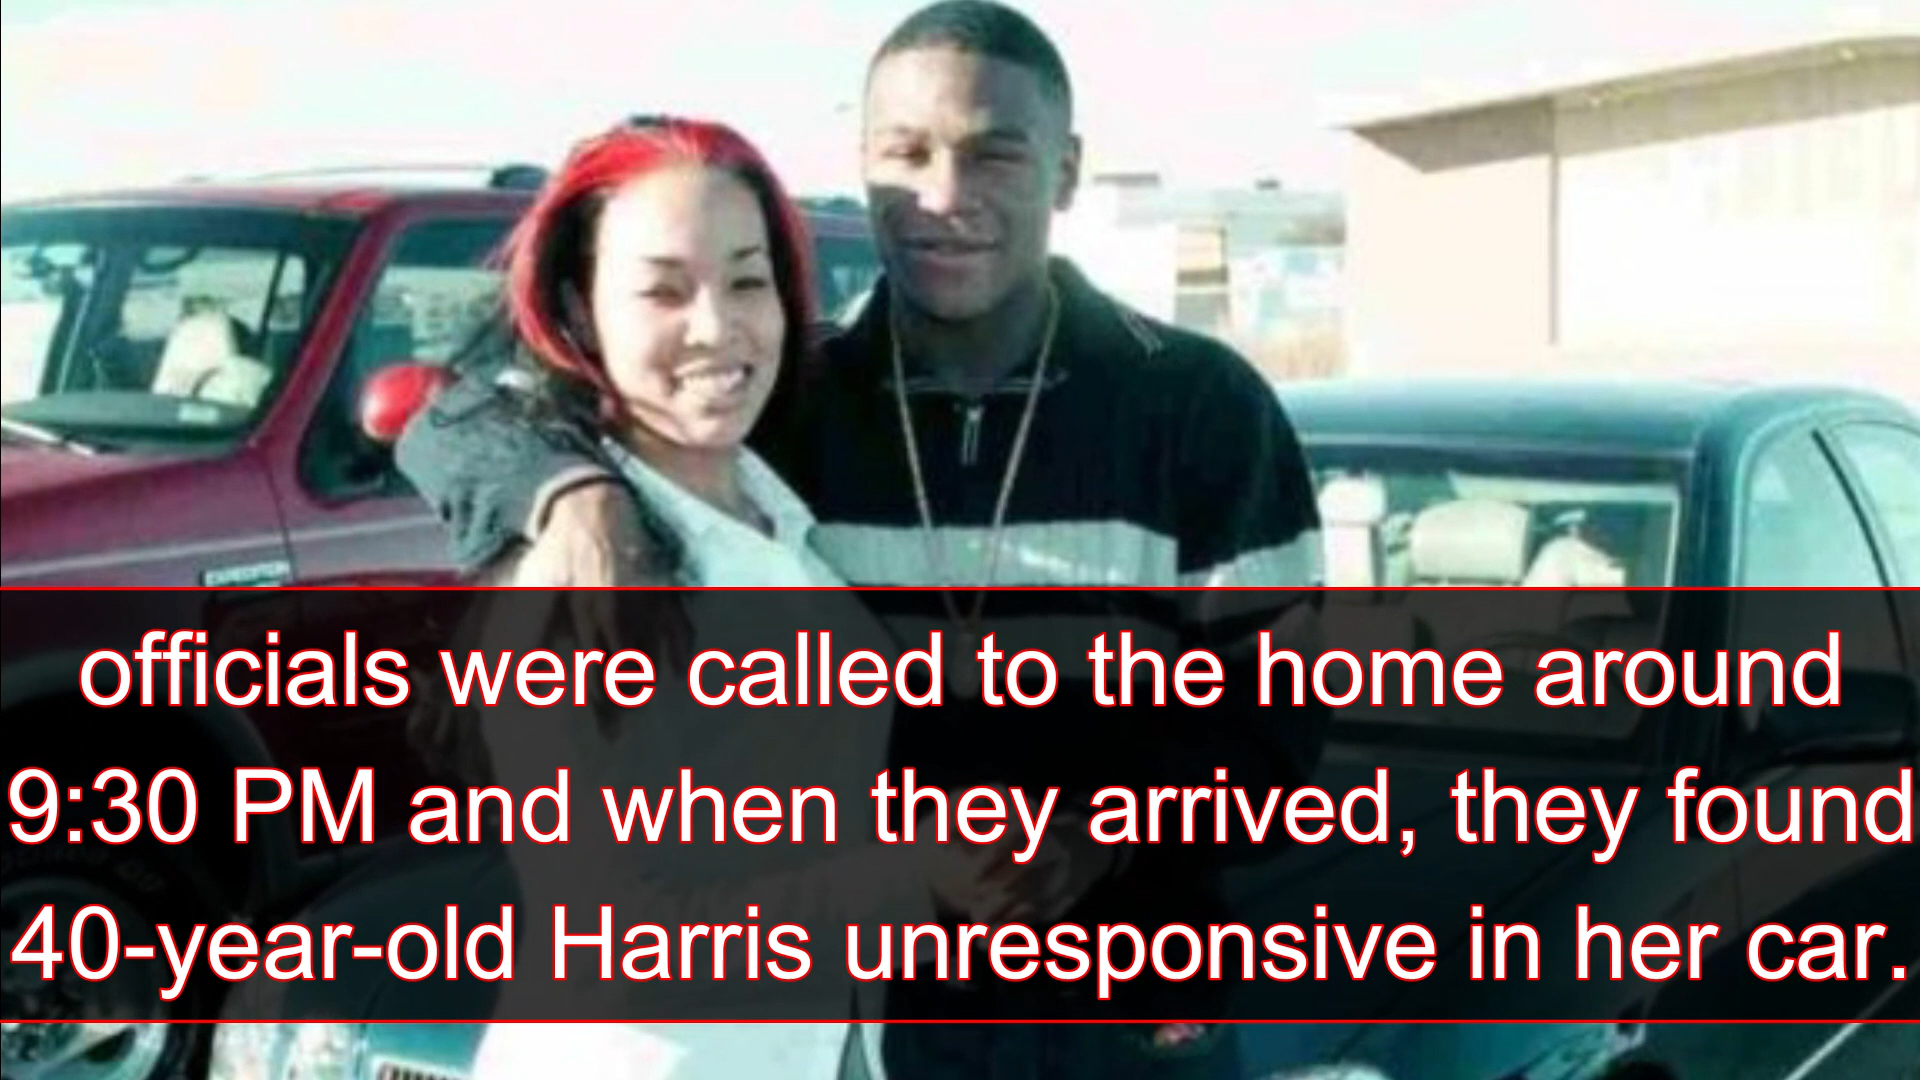 EXPEDITION
officials were called to the home around
9:30 PM and when they arrived, they found
40-year-old Harris unresponsive in her car.